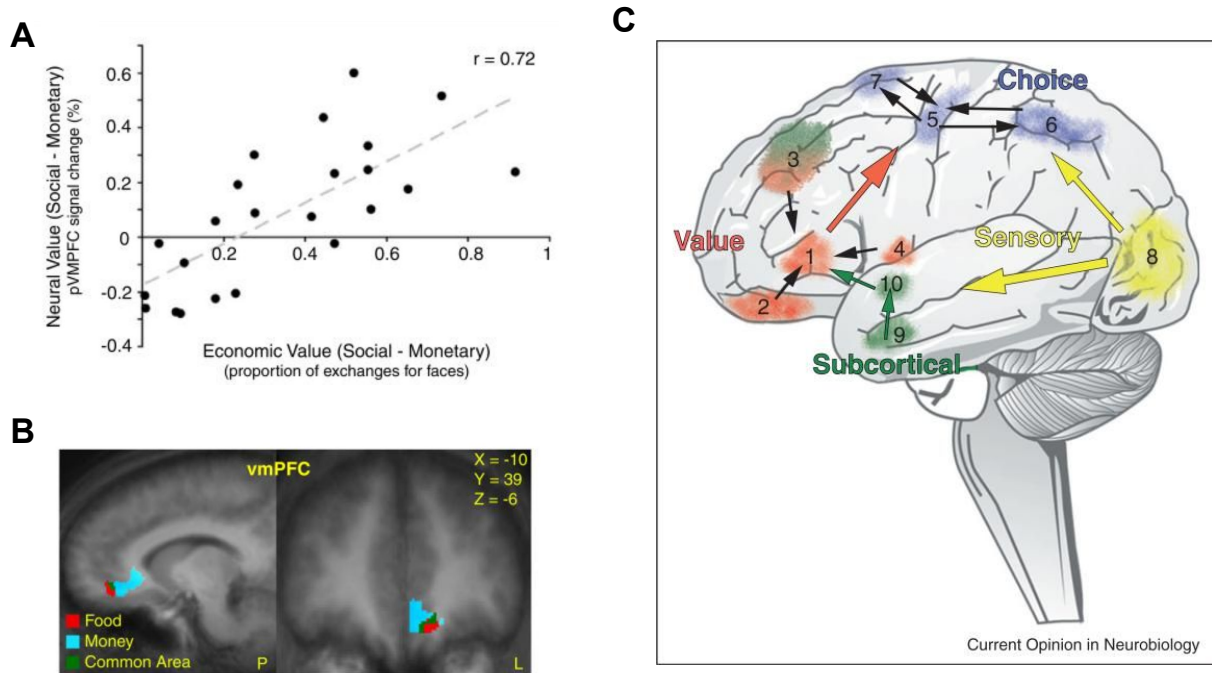 A
Neural Value (Social - Monetary)
pVMPFC signal change (%)
r = 0.72
0.6
0.4
0.2
0
-0.2
-0.4
0.2
0.4
0.6
0.8
1
Economic Value (Social - Monetary)
(proportion of exchanges for faces)
B
vmPFC
X = -10
Y = 39
Z = -6
Food
Money
Common Area
P
L
C
Choice
7
5
6
3
Value
1
4
Sensory
8
2
10
9
Subcortical
Current Opinion in Neurobiology